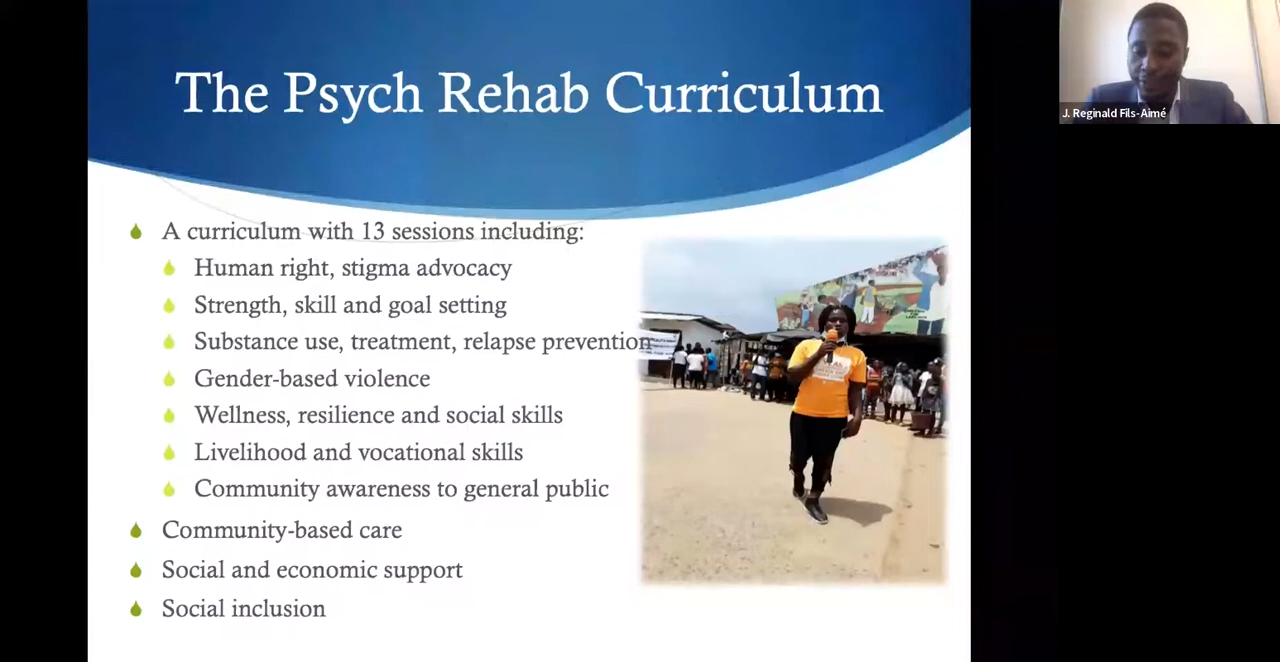 The Psych Rehab Curriculum
J. Reginald Fils-Aimé
A curriculum with 13 sessions including:
Human right, stigma advocacy
Strength, skill and goal setting
Substance use, treatment, relapse prevention
Gender-based violence
Wellness, resilience and social skills
Livelihood and vocational skills
Community awareness to general public
Community-based care
Social and economic support
Social inclusion